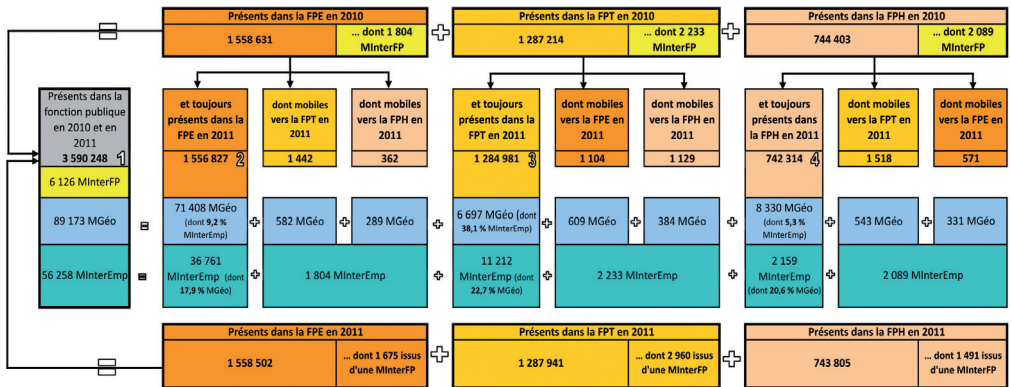 Présents dans la FPE en 2010
1 558 631
... dont 1 804
MInterFP
Présents dans la FPT en 2010
1 287 214
... dont 2 233
MInterFP
Présents dans la FPH en 2010
744 403
... dont 2 089
MInterFP
Présents dans la
fonction publique
en 2010 et en
2011
3 590 248 1
et toujours
présents dans la
FPE en 2011
1 556 827 2
dont mobiles
vers la FPT en
2011
1 442
dont mobiles
vers la FPH en
2011
362
et toujours
présents dans la
FPT en 2011
1 284 981 3
dont mobiles
vers la FPE en
2011
1 104
dont mobiles
vers la FPH en
2011
1 129
et toujours
présents dans
la FPH en 2011
742 314 4
dont mobiles
vers la FPT en
2011
1 518
dont mobiles
vers la FPE en
2011
571
6 126 MInterFP
89 173 MGéo
=
71 408 MGéo
(dont 9,2 %
MInterEmp)
+
582 MGéo
+
289 MGéo
+
6 697 MGéo (dont
38,1 % MInterEmp)
+
609 MGéo
+
384 MGéo
+
8 330 MGéo
(dont 5,3 %
MInterEmp)
+
543 MGéo
+
331 MGéo
56 258 MInterEmp
=
36 761
MInterEmp (dont
17,9 % MGéo)
+
1 804 MInterEmp
+
11 212
MInterEmp (dont
22,7 % MGéo)
+
2 233 MInterEmp
+
2 159
MInterEmp
(dont 20,6 % MGéo)
+
2 089 MInterEmp
Présents dans la FPE en 2011
1 558 502
... dont 1 675 issus
d'une MInterFP
Présents dans la FPT en 2011
1 287 941
... dont 2 960 issus
d'une MInterFP
Présents dans la FPH en 2011
743 805
... dont 1 491 issus
d'une MInterFP